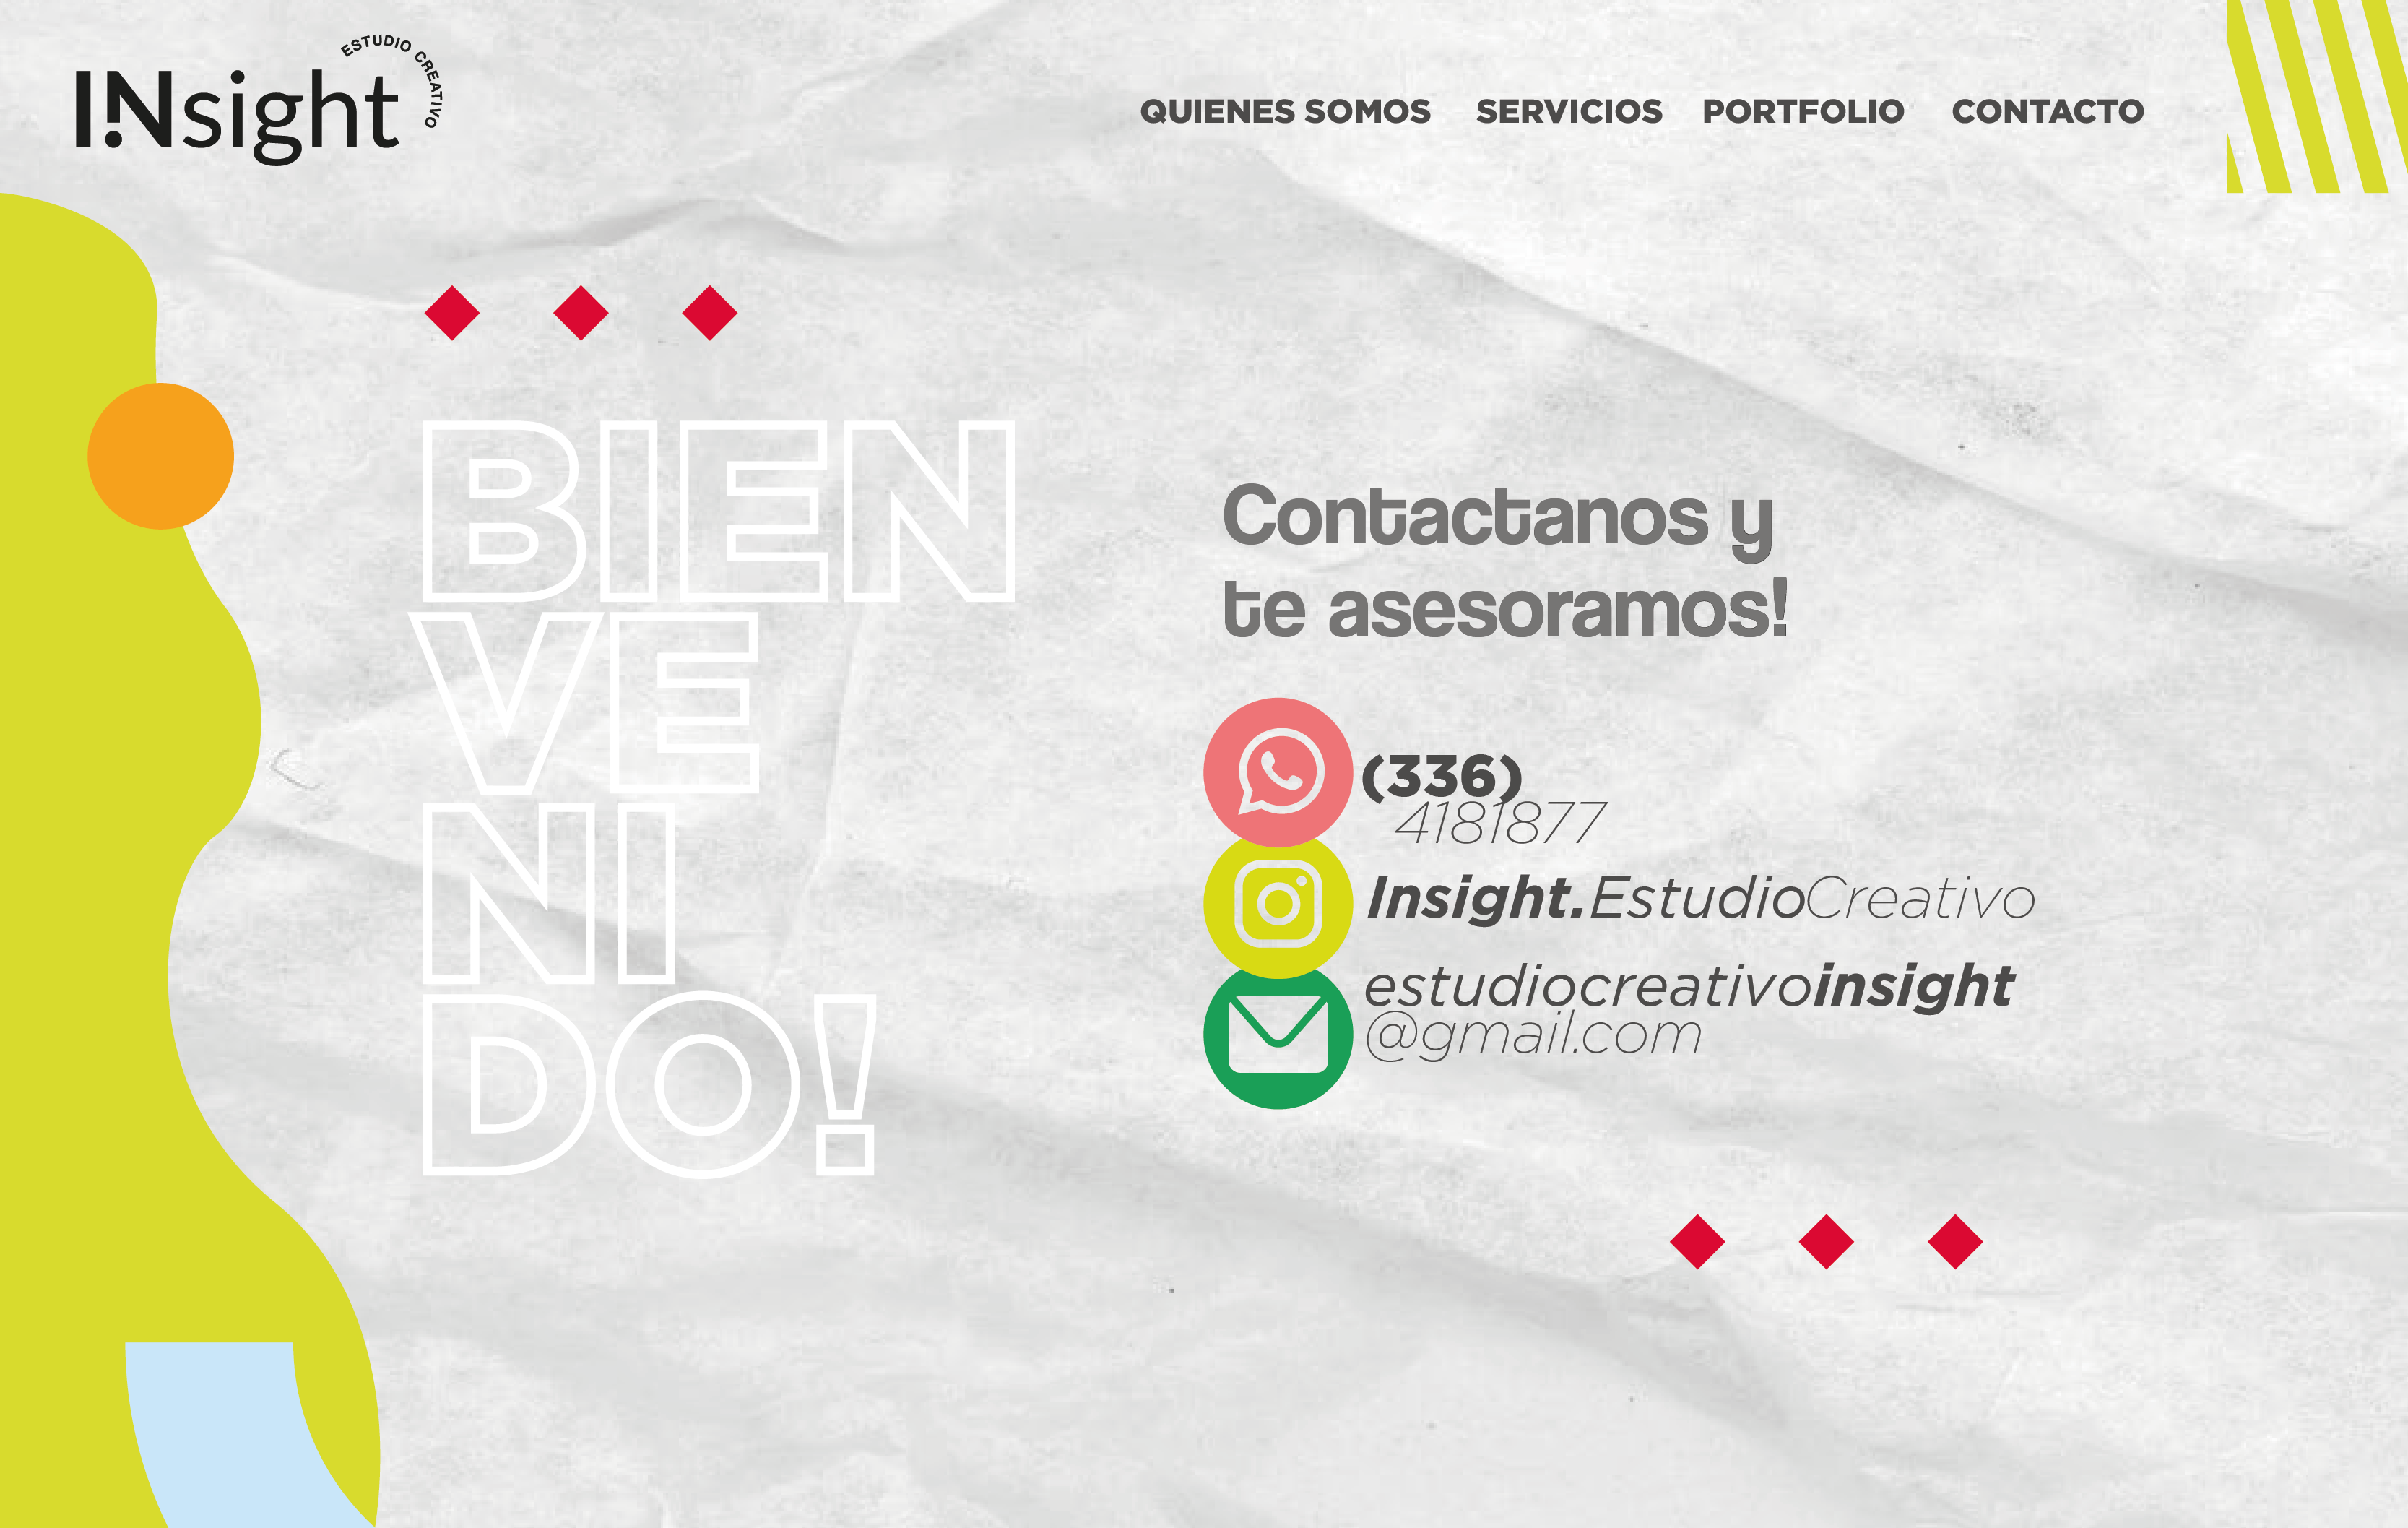 INsight
ESTUDIO CREATIVO
QUIENES SOMOS SERVICIOS PORTFOLIO CONTACTO
BIEN
VE
NI
DO!
Contactanos y
te asesoramos!
(336)
4181877
Insight.EstudioCreativo
estudiocreativoinsight
@gmail.com